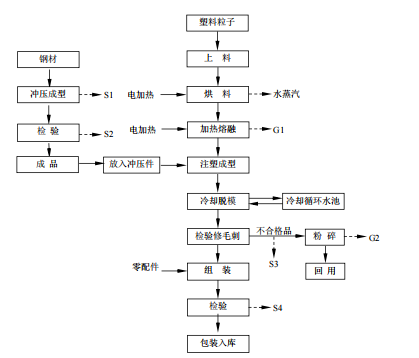 塑料粒子
钢材
上 料
冲压成型
S1
电加热
烘 料
水蒸汽
检 验
S2
电加热
加热熔融
G1
成 品
放入冲压件
注塑成型
冷却脱模
冷却循环水池
检验修毛刺
不合格品
粉 碎
G2
S3
零配件
组 装
回 用
检验
S4
包装入库